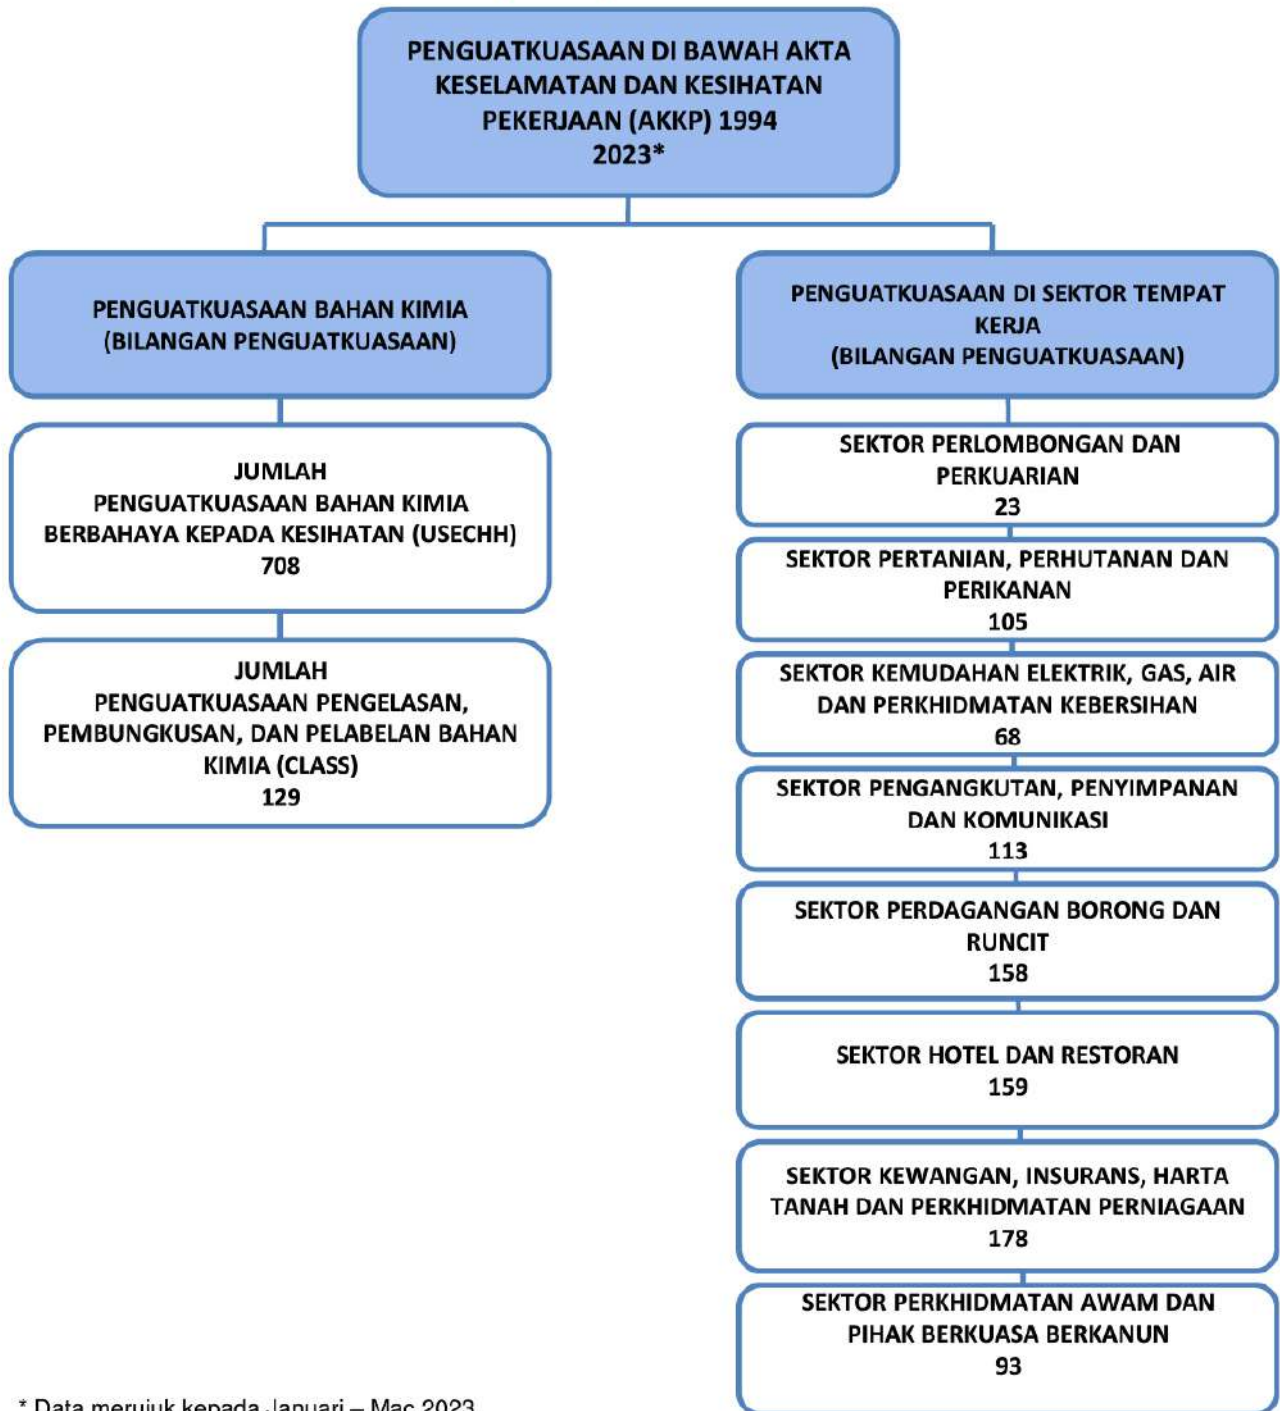 PENGUATKUASAAN DI BAWAH AKTA
KESELAMATAN DAN KESIHATAN
PEKERJAAN (AKKP) 1994
2023*
PENGUATKUASAAN BAHAN KIMIA
(BILANGAN PENGUATKUASAAN)
JUMLAH
PENGUATKUASAAN BAHAN KIMIA
BERBAHAYA KEPADA KESIHATAN (USECHH)
708
JUMLAH
PENGUATKUASAAN PENGELASAN,
PEMBUNGKUSAN, DAN PELABELAN BAHAN
KIMIA (CLASS)
129
PENGUATKUASAAN DI SEKTOR TEMPAT
KERJA
(BILANGAN PENGUATKUASAAN)
SEKTOR PERLOMBONGAN DAN
PERKUARIAN
23
SEKTOR PERTANIAN, PERHUTANAN DAN
PERIKANAN
105
SEKTOR KEMUDAHAN ELEKTRIK, GAS, AIR
DAN PERKHIDMATAN KEBERSIHAN
68
SEKTOR PENGANGKUTAN, PENYIMPANAN
DAN KOMUNIKASI
113
SEKTOR PERDAGANGAN BORONG DAN
RUNCIT
158
SEKTOR HOTEL DAN RESTORAN
159
SEKTOR KEWANGAN, INSURANS, HARTA
TANAH DAN PERKHIDMATAN PERNIAGAAN
178
SEKTOR PERKHIDMATAN AWAM DAN
PIHAK BERKUASA BERKANUN
93
* Data merujuk kepada Januari – Mac 2023